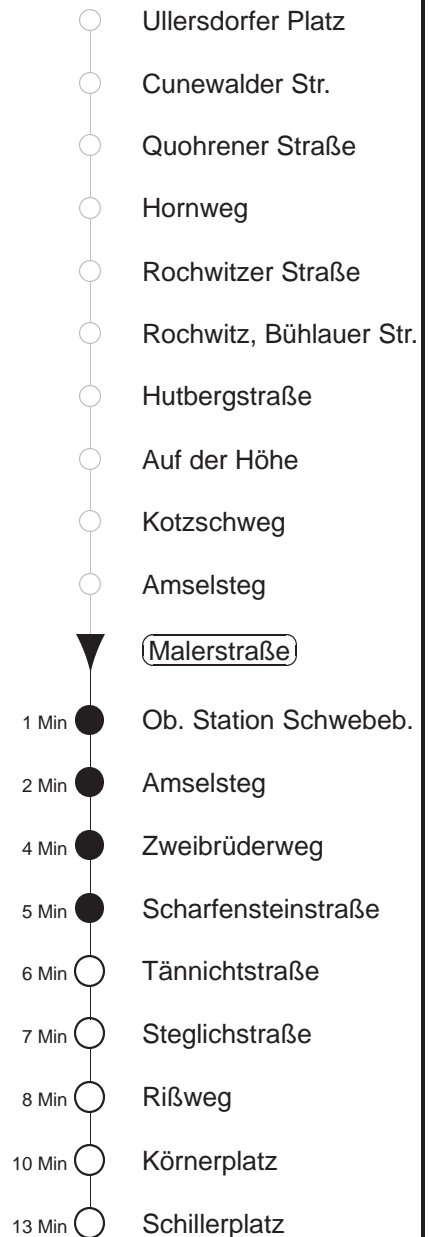 Ullersdorfer Platz
Cunewalder Str.
Quohrener Straße
Hornweg
Rochwitzer Straße
Rochwitz, Bühlauer Str.
Hutbergstraße
Auf der Höhe
Kotzschweg
Amselsteg
Malerstraße
1 Min Ob. Station Schwebeb.
2 Min Amselsteg
4 Min Zweibrüderweg
5 Min Scharfensteinstraße
6 Min Tännichtstraße
7 Min Steglichstraße
8 Min Rißweg
10 Min Körnerplatz
13 Min Schillerplatz